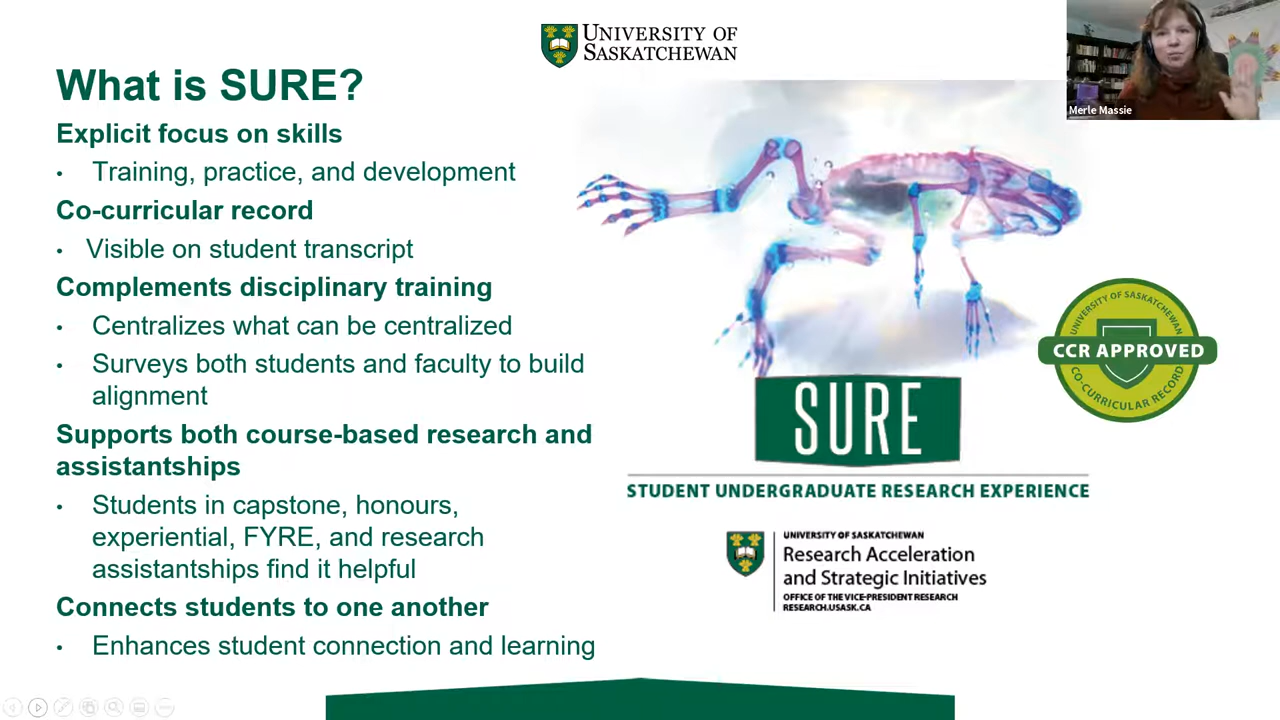 UNIVERSITY OF
SASKATCHEWAN
Merle Massie
What is SURE?
Explicit focus on skills
• Training, practice, and development
Co-curricular record
• Visible on student transcript
Complements disciplinary training
• Centralizes what can be centralized
• Surveys both students and faculty to build
alignment
Supports both course-based research and
assistantships
• Students in capstone, honours,
experiential, FYRE, and research
assistantships find it helpful
Connects students to one another
• Enhances student connection and learning
UNIVERSITY OF SASKATCHEWAN
CCR APPROVED
CO-CURRICULAR RECORD
SURE
STUDENT UNDERGRADUATE RESEARCH EXPERIENCE
UNIVERSITY OF SASKATCHEWAN
Research Acceleration
and Strategic Initiatives
OFFICE OF THE VICE-PRESIDENT RESEARCH
RESEARCH.USASK.CA